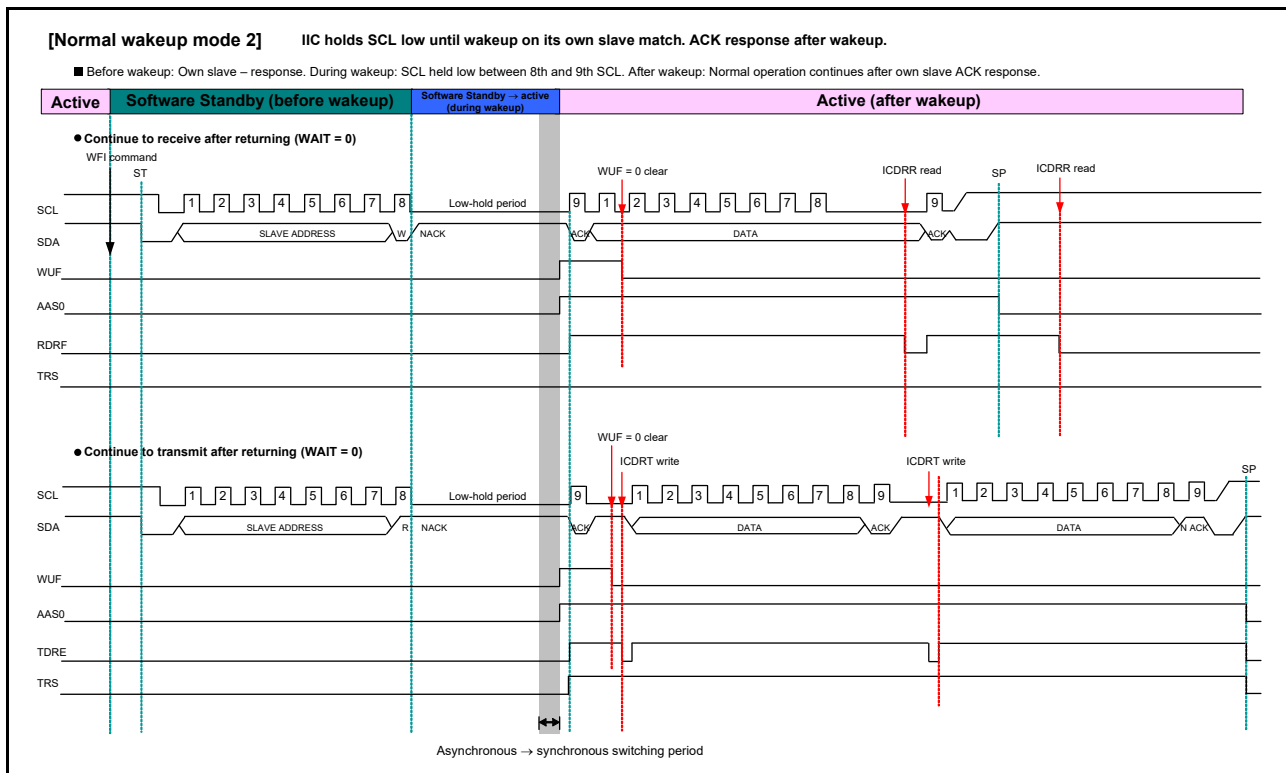 [Normal wakeup mode 2] IIC holds SCL low until wakeup on its own slave match. ACK response after wakeup.
■ Before wakeup: Own slave – response. During wakeup: SCL held low between 8th and 9th SCL. After wakeup: Normal operation continues after own slave ACK response.
Active Software Standby (before wakeup) Software Standby → active (during wakeup) Active (after wakeup)
● Continue to receive after returning (WAIT = 0)
WFI command
ST
WUF = 0 clear
ICDRR read
SP
ICDRR read
SCL 1 2 3 4 5 6 7 8 Low-hold period 9 1 2 3 4 5 6 7 8 9
SDA SLAVE ADDRESS W NACK ACK DATA ACK
WUF
AAS0
RDRF
TRS
● Continue to transmit after returning (WAIT = 0)
WUF = 0 clear
ICDRT write
ICDRT write
SP
SCL 1 2 3 4 5 6 7 8 Low-hold period 9 1 2 3 4 5 6 7 8 9 1 2 3 4 5 6 7 8 9
SDA SLAVE ADDRESS R NACK ACK DATA ACK DATA N ACK
WUF
AAS0
TDRE
TRS
Asynchronous → synchronous switching period